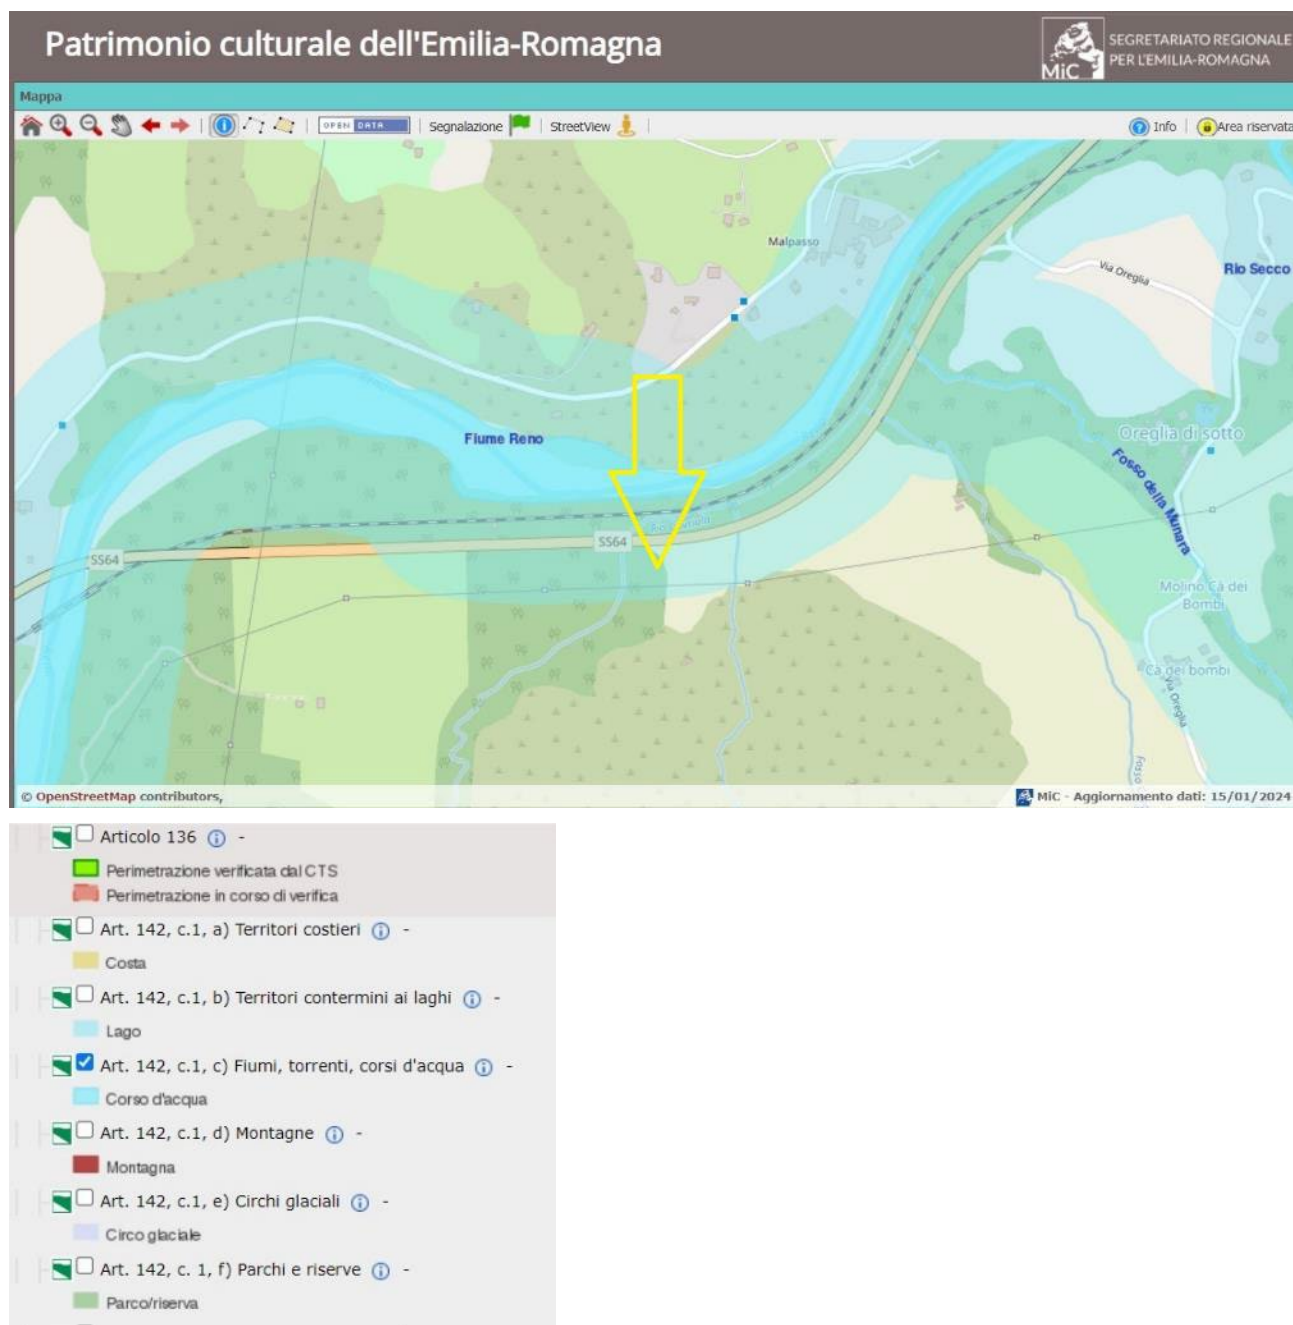 Patrimonio culturale dell'Emilia-Romagna
MiC
SEGRETARIATO REGIONALE
PER L'EMILIA-ROMAGNA
Mappa
OPEN DATA
Segnalazione
StreetView
Info
Area riservata
Malpasso
Via Oreglia
Rio Secco
Fiume Reno
Oreglia di sotto
Fosso della Munara
SS64
SS64
Molino Cà dei
Bombi
Ca dei bombi
Via Oreglia
Fosso
© OpenStreetMap contributors,
MiC - Aggiornamento dati: 15/01/2024
Articolo 136 -
Perimetrazione verificata dal CTS
Perimetrazione in corso di verifica
Art. 142, c.1, a) Territori costieri -
Costa
Art. 142, c.1, b) Territori contermini ai laghi -
Lago
Art. 142, c.1, c) Fiumi, torrenti, corsi d'acqua -
Corso d'acqua
Art. 142, c.1, d) Montagne -
Montagna
Art. 142, c.1, e) Circhi glaciali -
Circo glaciale
Art. 142, c. 1, f) Parchi e riserve -
Parco/riserva